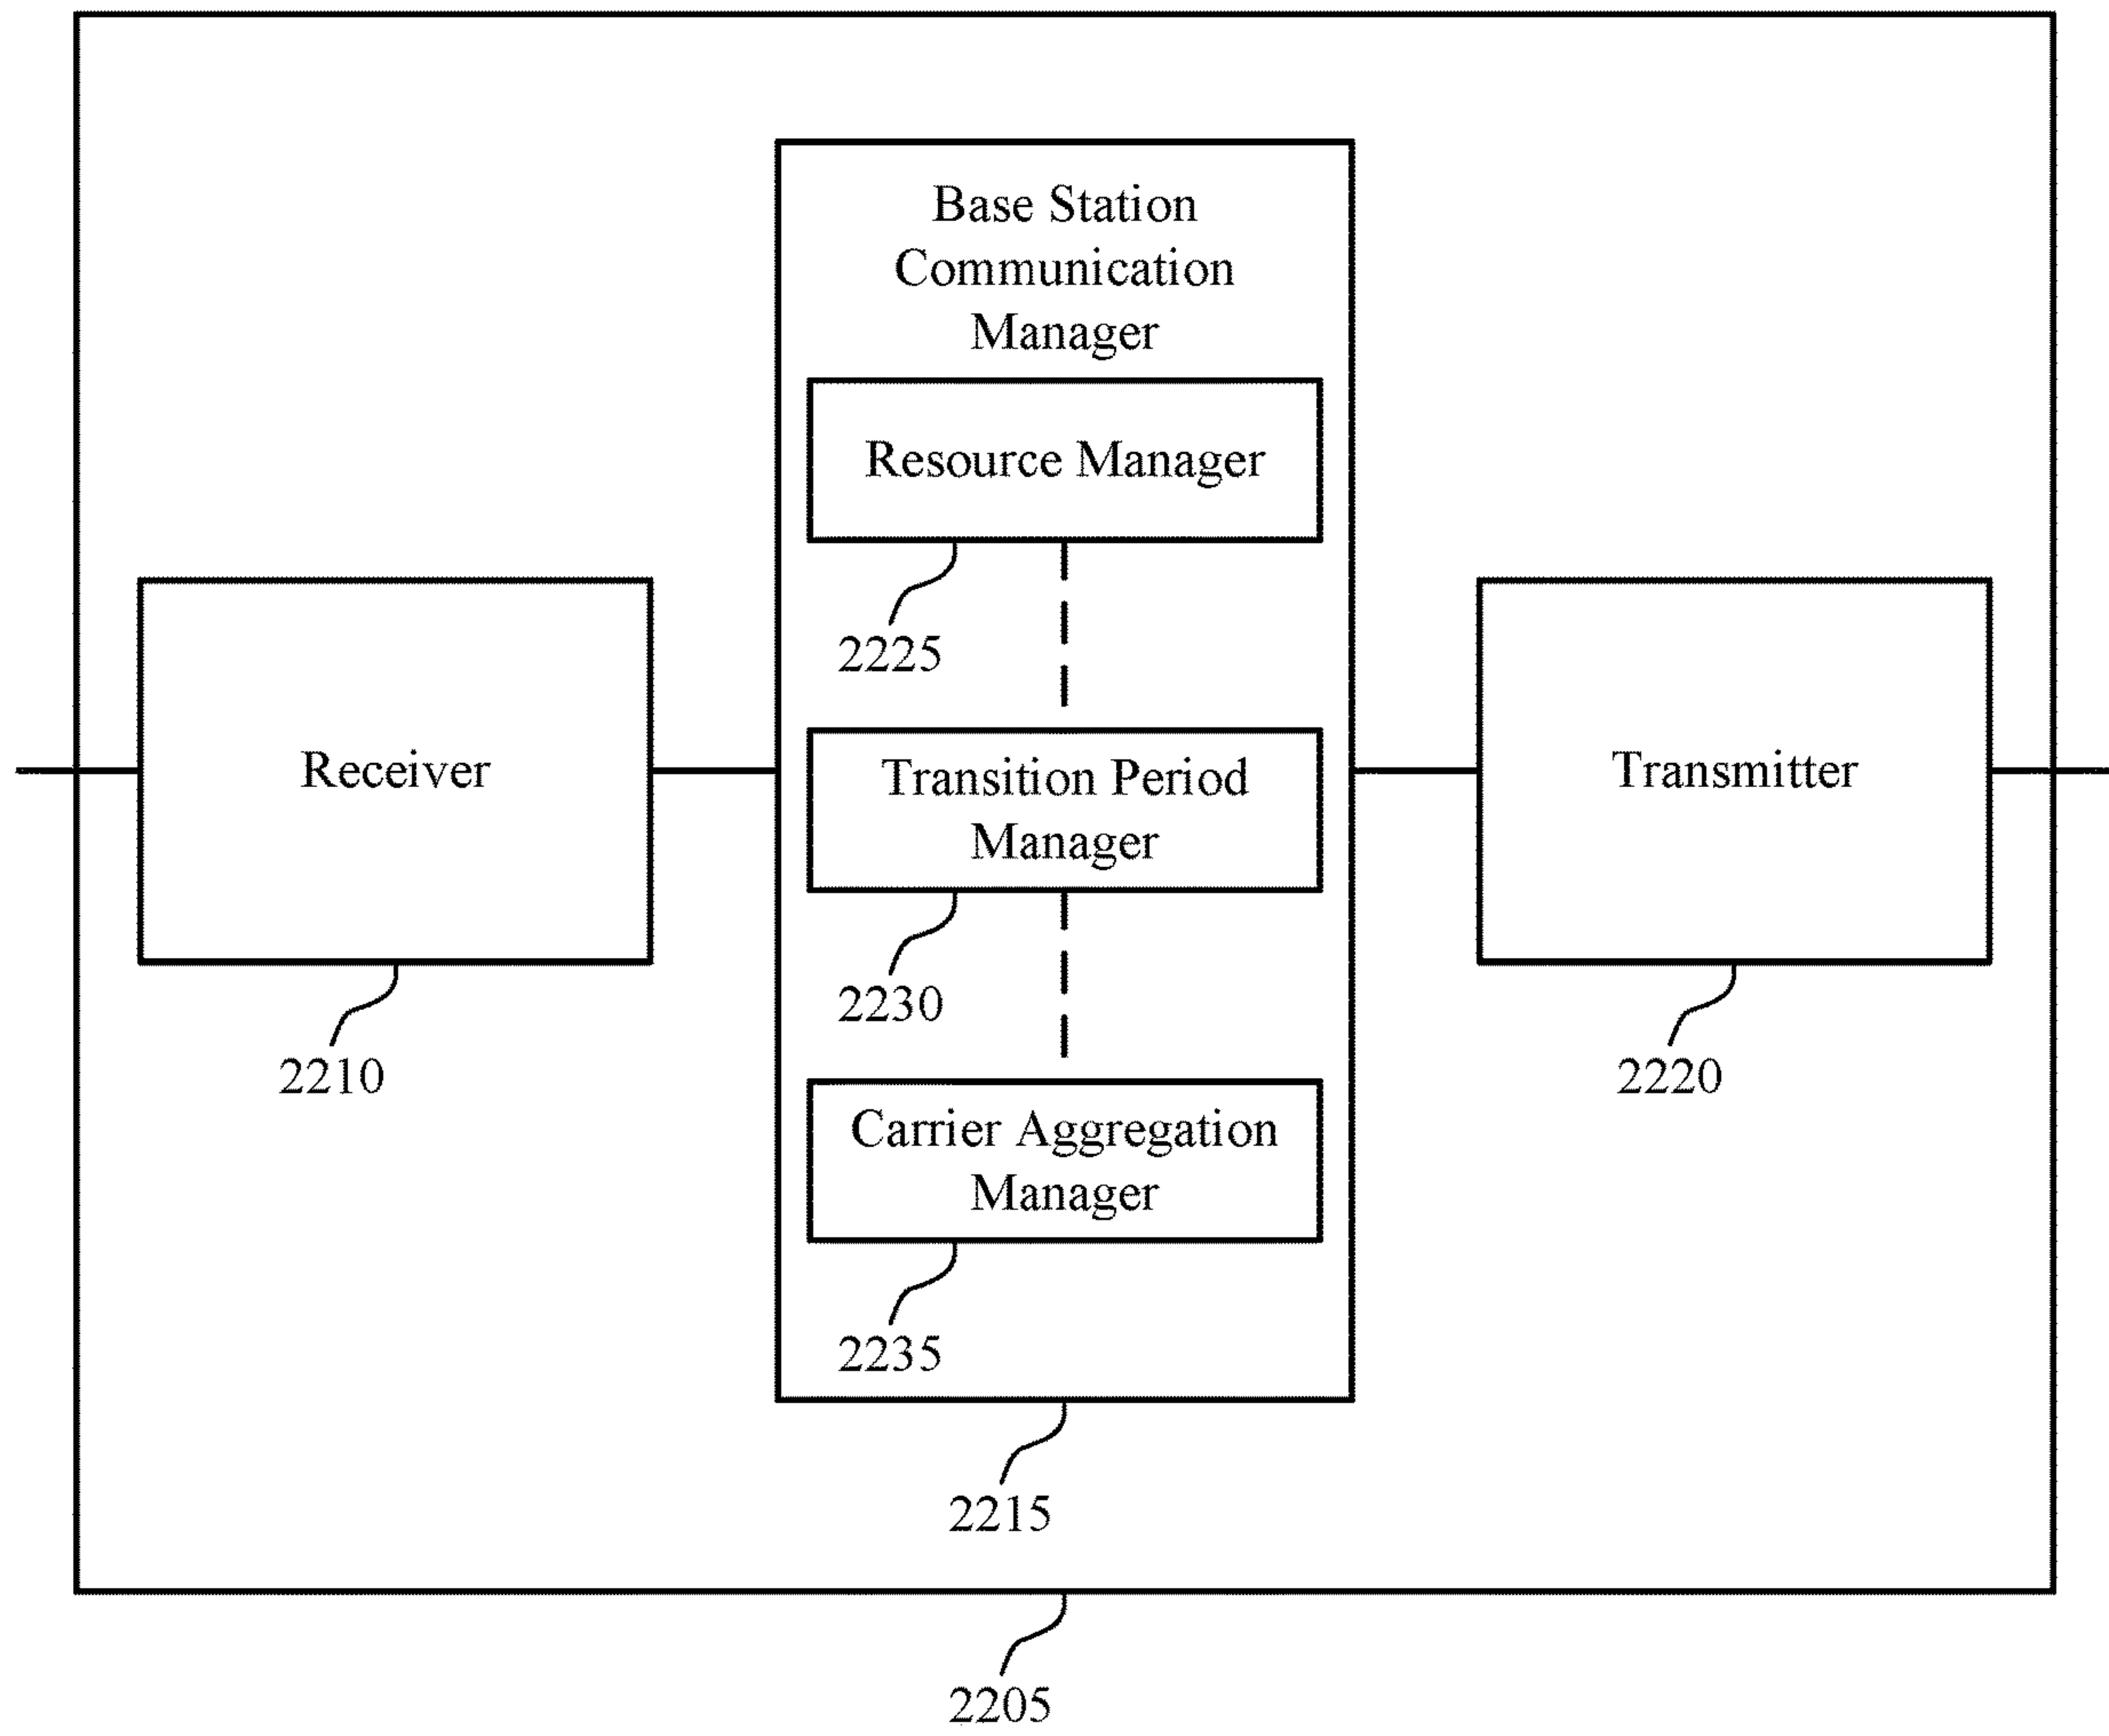 Base Station
Communication
Manager
Resource Manager
2225
Receiver
Transition Period
Manager
Transmitter
2230
2210
2220
Carrier Aggregation
Manager
2235
2215
2205